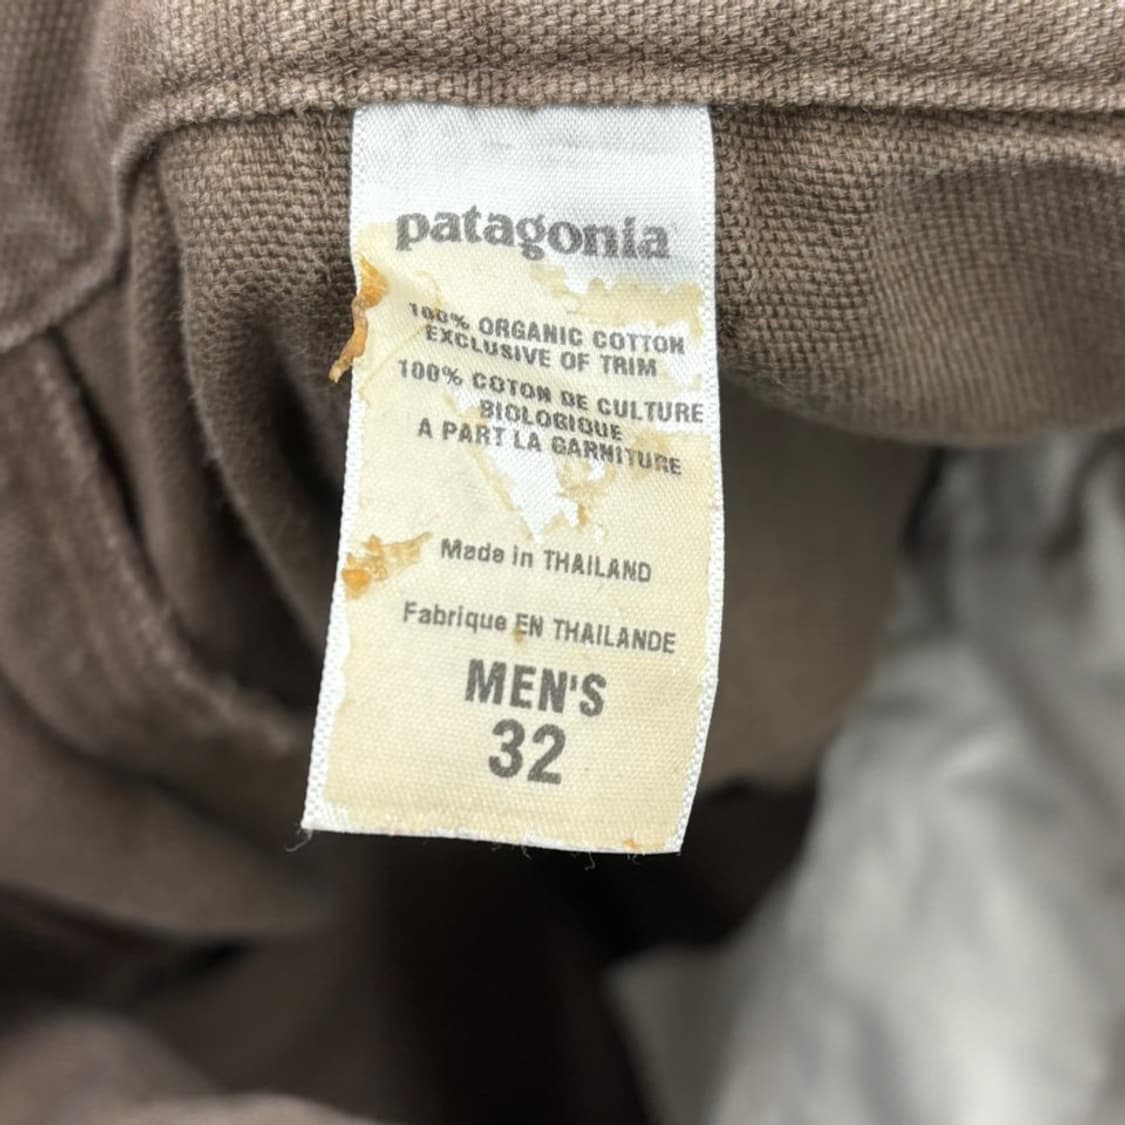 patagonia
100% ORGANIC COTTON
EXCLUSIVE OF TRIM
100% COTON DE CULTURE
BIOLOGIQUE
A PART LA GARNITURE
Made in THAILAND
Fabrique EN THAILANDE
MEN'S
32